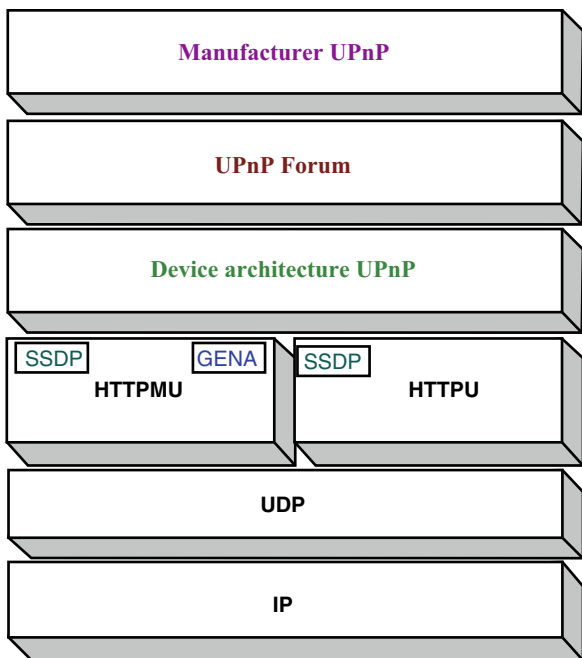 Manufacturer UPnP
UPnP Forum
Device architecture UPnP
SSDP
GENA
HTTPMU
SSDP
HTTPU
UDP
IP